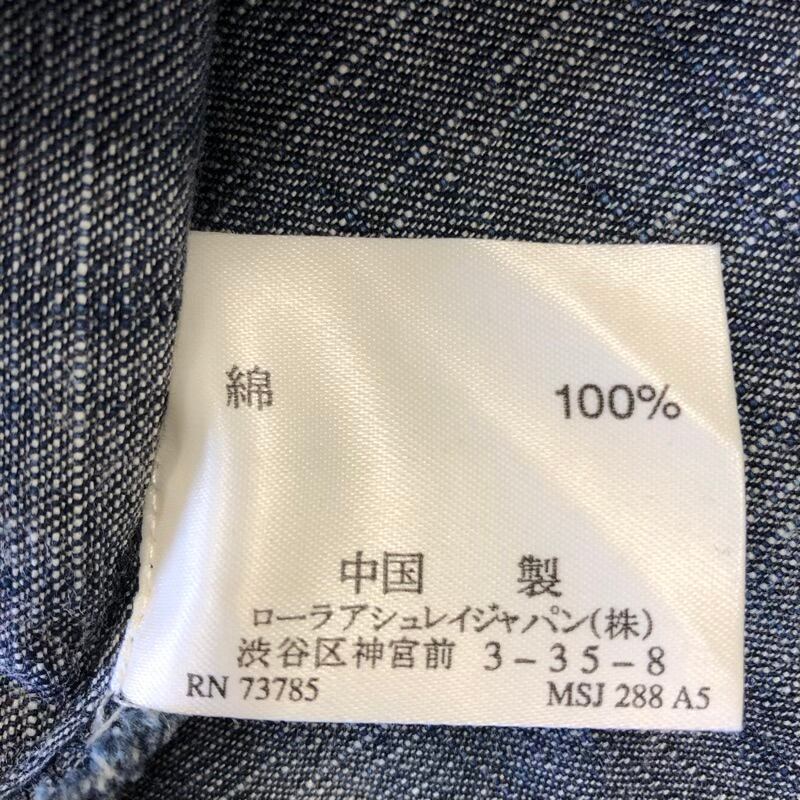 綿 100%
中国 製
ローラアシュレイジャパン(株)
渋谷区神宮前 3-35-8
RN 73785 MSJ 288 A5